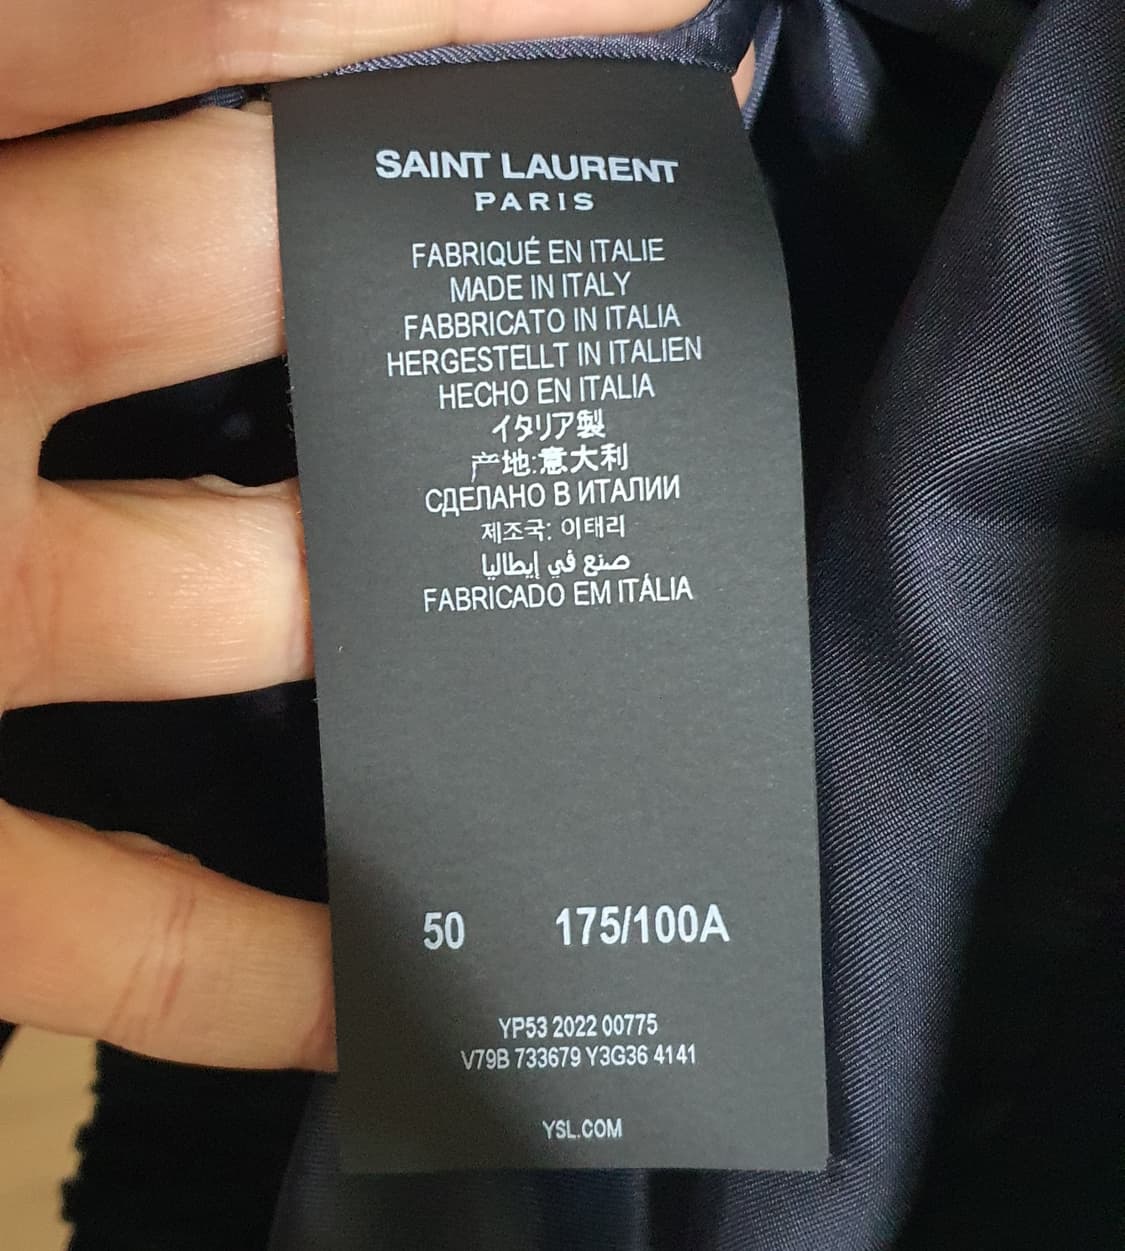 SAINT LAURENT
PARIS
FABRIQUÉ EN ITALIE
MADE IN ITALY
FABBRICATO IN ITALIA
HERGESTELLT IN ITALIEN
HECHO EN ITALIA
イタリア製
产地:意大利
СДЕЛАНО В ИТАЛИИ
제조국: 이태리
صنع في إيطاليا
FABRICADO EM ITÁLIA
50 175/100A
YP53 2022 00775
V79B 733679 Y3G36 4141
YSL.COM